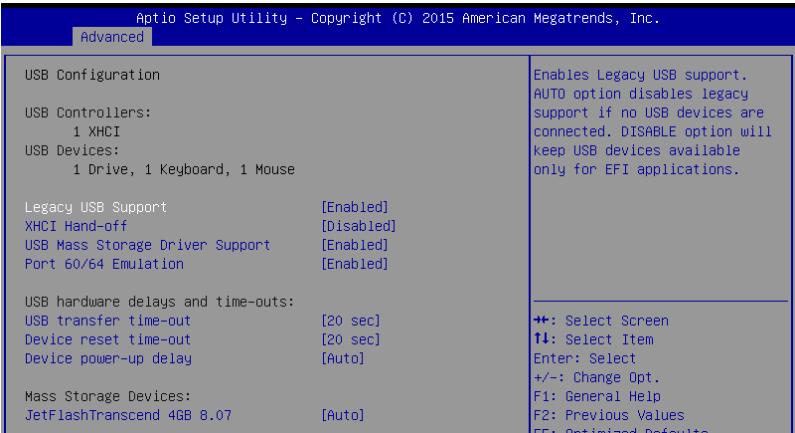 Aptio Setup Utility – Copyright (C) 2015 American Megatrends, Inc.
Advanced
USB Configuration
USB Controllers:
1 XHCI
USB Devices:
1 Drive, 1 Keyboard, 1 Mouse
Legacy USB Support [Enabled]
XHCI Hand-off [Disabled]
USB Mass Storage Driver Support [Enabled]
Port 60/64 Emulation [Enabled]
USB hardware delays and time-outs:
USB transfer time-out [20 sec]
Device reset time-out [20 sec]
Device power-up delay [Auto]
Mass Storage Devices:
JetFlashTranscend 4GB 8.07 [Auto]
Enables Legacy USB support.
AUTO option disables legacy
support if no USB devices are
connected. DISABLE option will
keep USB devices available
only for EFI applications.
→←: Select Screen
↑↓: Select Item
Enter: Select
+/-: Change Opt.
F1: General Help
F2: Previous Values
Optimized Defaults